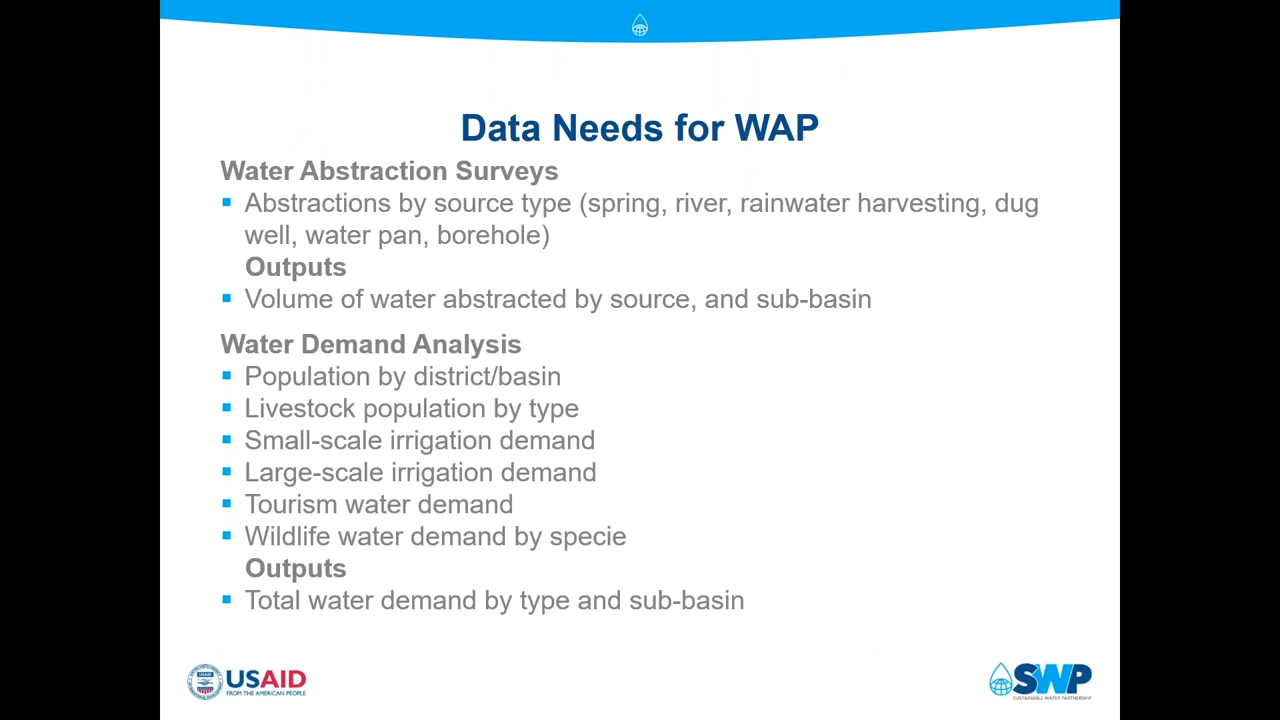 Data Needs for WAP
Water Abstraction Surveys
▪ Abstractions by source type (spring, river, rainwater harvesting, dug
well, water pan, borehole)
Outputs
▪ Volume of water abstracted by source, and sub-basin
Water Demand Analysis
▪ Population by district/basin
▪ Livestock population by type
▪ Small-scale irrigation demand
▪ Large-scale irrigation demand
▪ Tourism water demand
▪ Wildlife water demand by specie
Outputs
▪ Total water demand by type and sub-basin
USAID
FROM THE AMERICAN PEOPLE
SWP
SUSTAINABLE WATER PARTNERSHIP